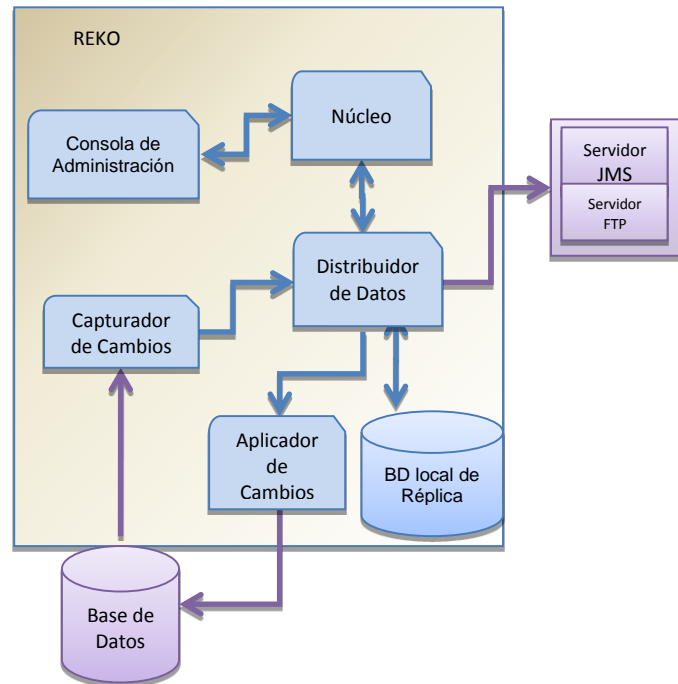 REKO
Núcleo
Consola de
Administración
Servidor
JMS
Servidor
FTP
Distribuidor
de Datos
Capturador
de Cambios
Aplicador
de
Cambios
BD local de
Réplica
Base de
Datos